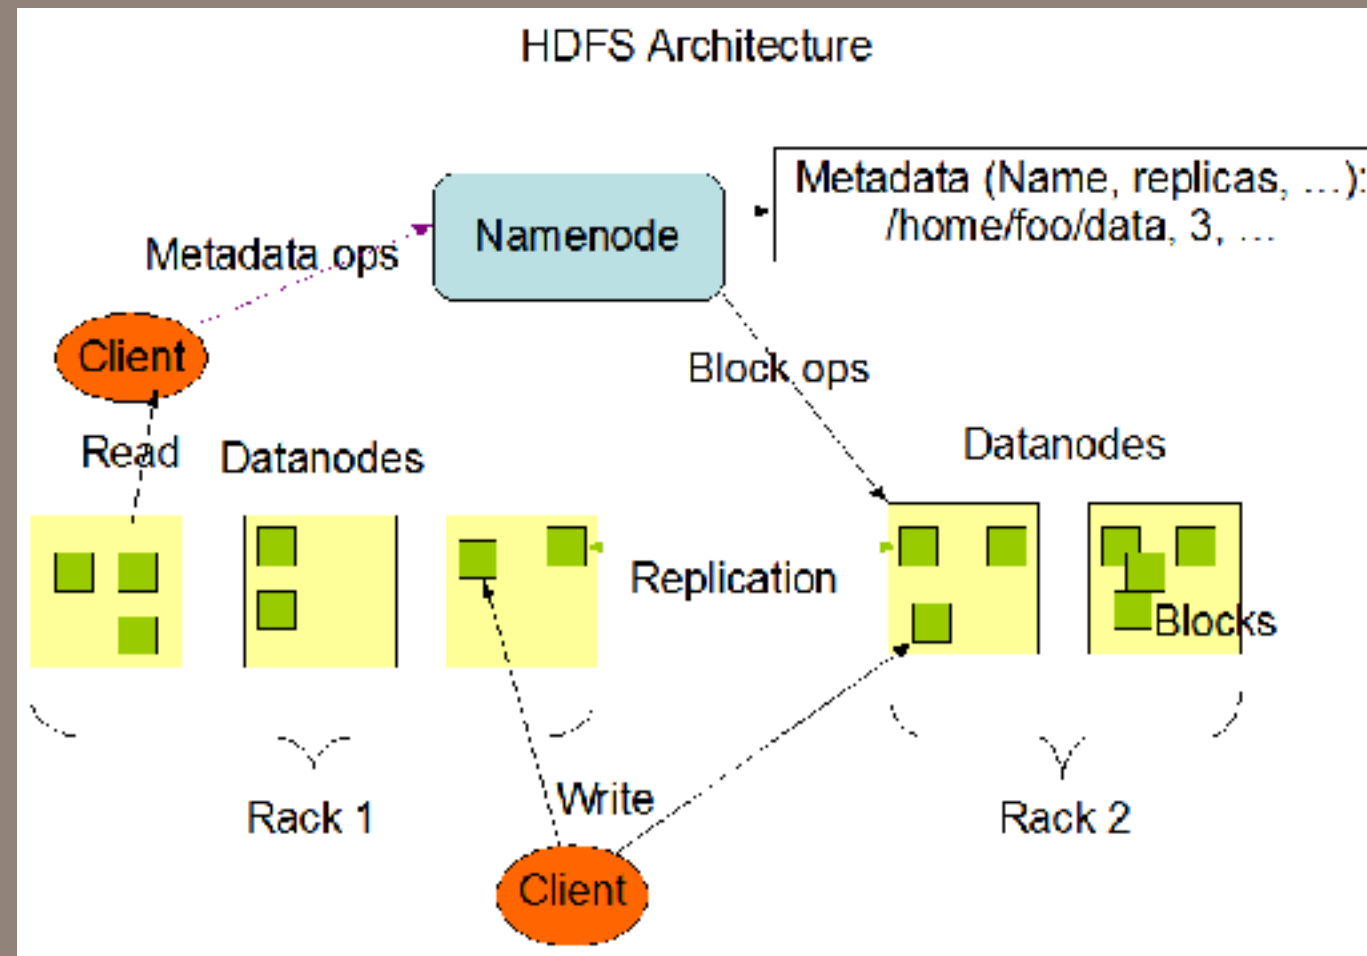 HDFS Architecture
Metadata (Name, replicas, ...):
/home/foo/data, 3, ...
Namenode
Metadata ops
Client
Block ops
Read
Datanodes
Datanodes
Replication
Blocks
Rack 1
Write
Rack 2
Client